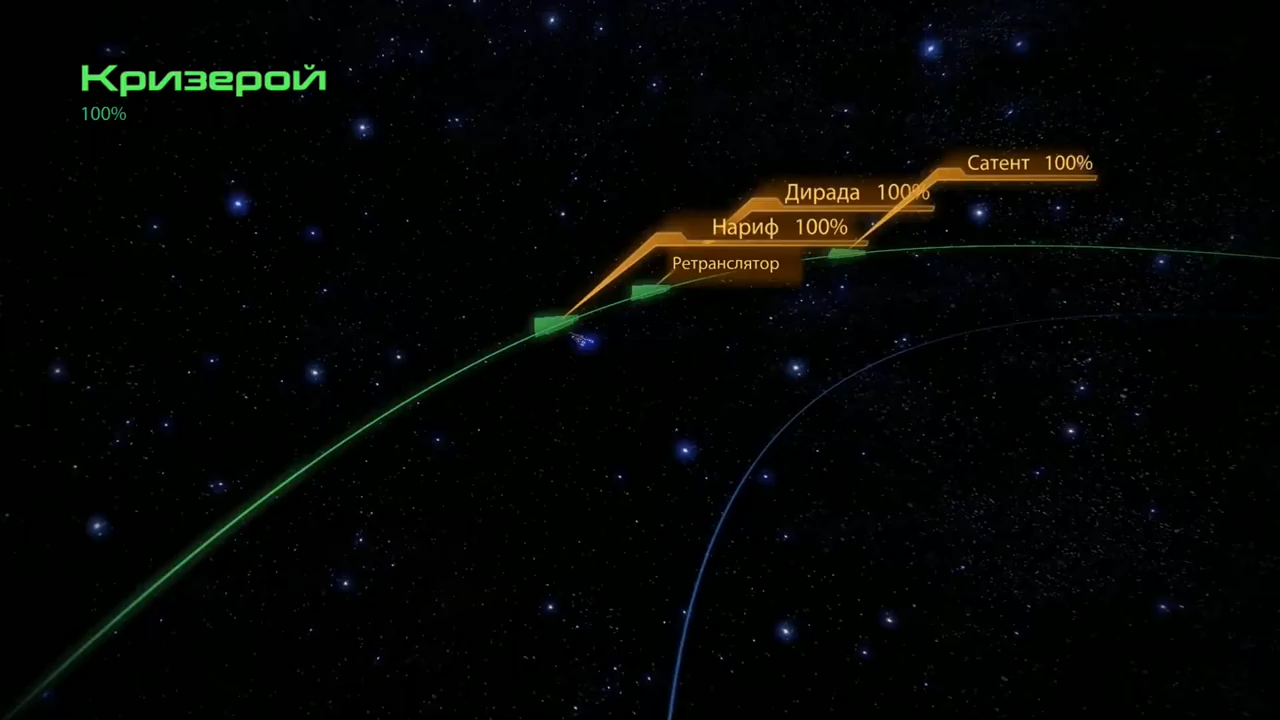 Кризерой
100%
Сатент 100%
Дирада 100%
Нариф 100%
Ретранслятор